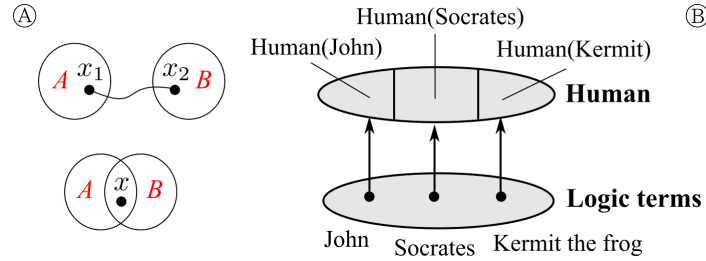 Ⓐ
A x₁ x₂ B
A x B
Ⓑ
Human(Socrates)
Human(John)
Human(Kermit)
Human
Logic terms
John
Socrates
Kermit the frog